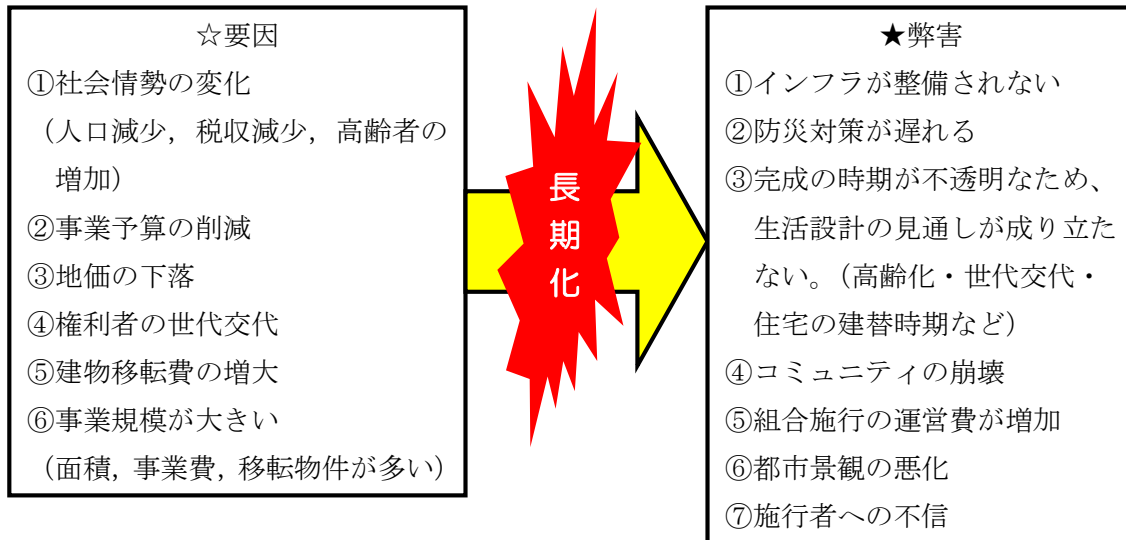 ☆要因
①社会情勢の変化
（人口減少，税収減少，高齢者の
増加）
②事業予算の削減
③地価の下落
④権利者の世代交代
⑤建物移転費の増大
⑥事業規模が大きい
（面積，事業費，移転物件が多い）
長
期
化
★弊害
①インフラが整備されない
②防災対策が遅れる
③完成の時期が不透明なため、
生活設計の見通しが成り立た
ない。（高齢化・世代交代・
住宅の建替時期など）
④コミュニティの崩壊
⑤組合施行の運営費が増加
⑥都市景観の悪化
⑦施行者への不信